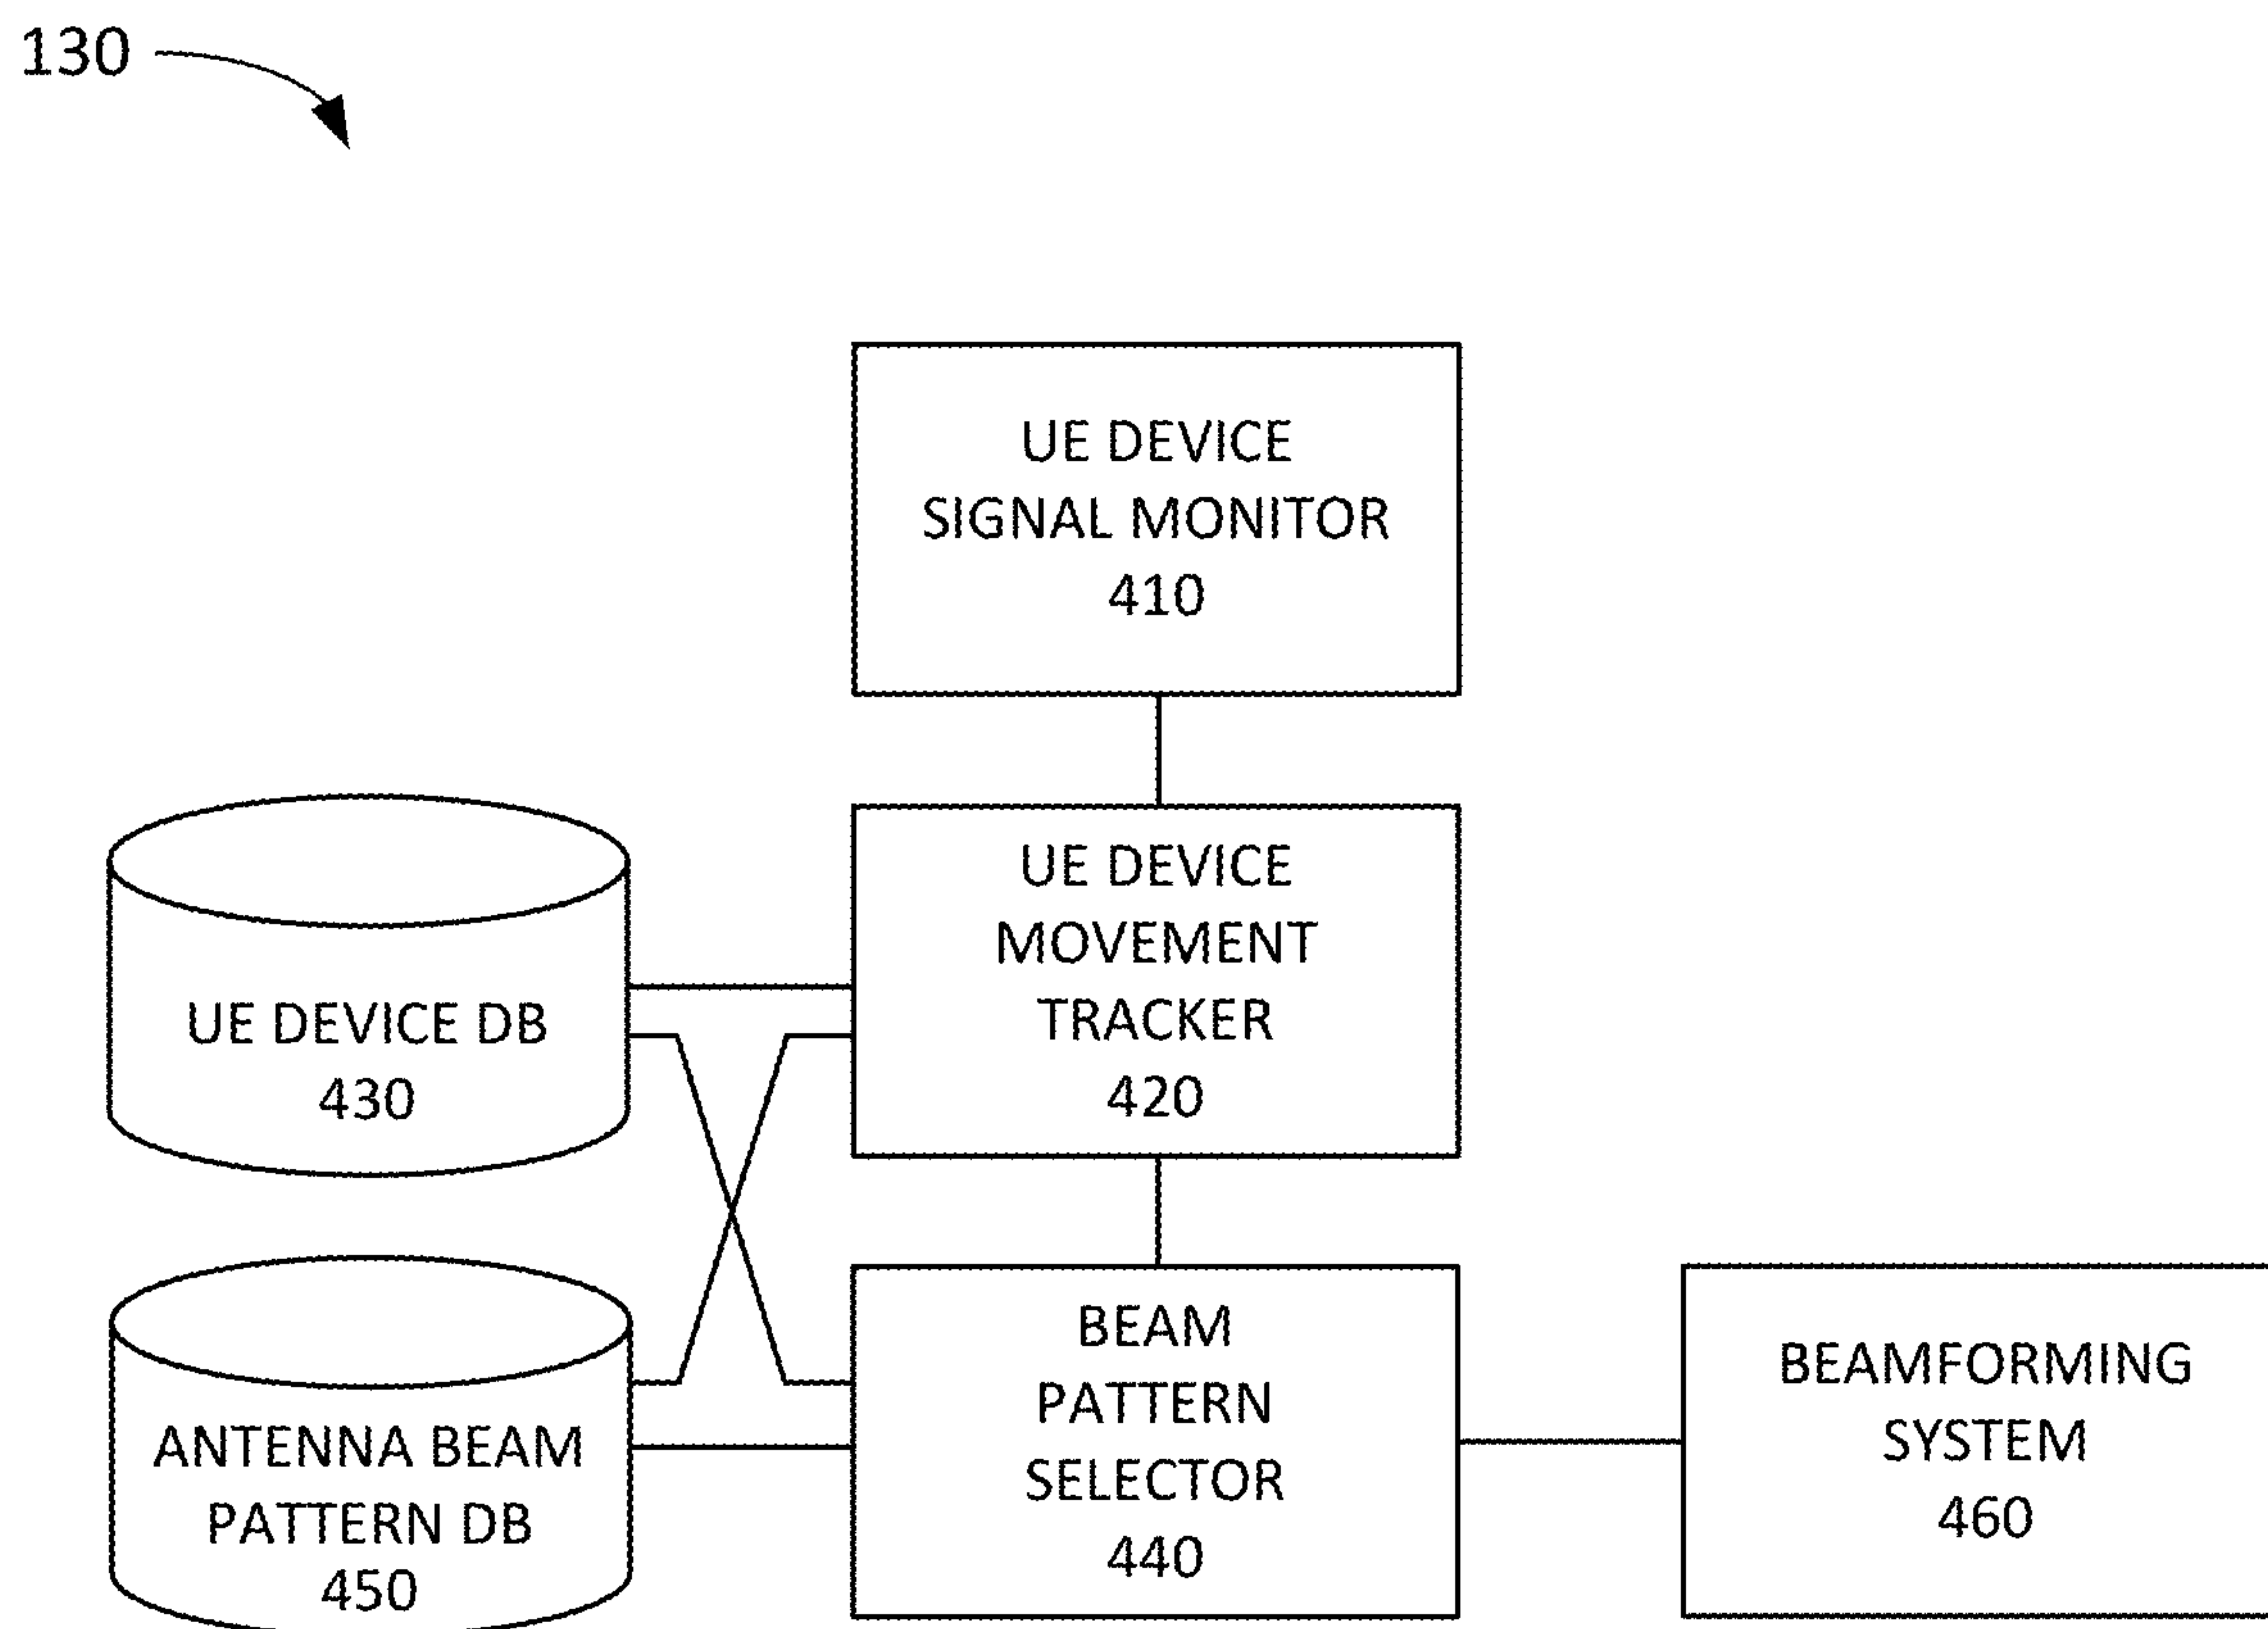 130
UE DEVICE
SIGNAL MONITOR
410
UE DEVICE
MOVEMENT
TRACKER
420
UE DEVICE DB
430
BEAM
PATTERN
SELECTOR
440
ANTENNA BEAM
PATTERN DB
450
BEAMFORMING
SYSTEM
460